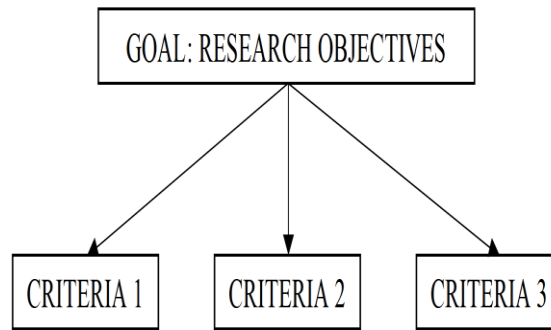 GOAL: RESEARCH OBJECTIVES
CRITERIA 1
CRITERIA 2
CRITERIA 3